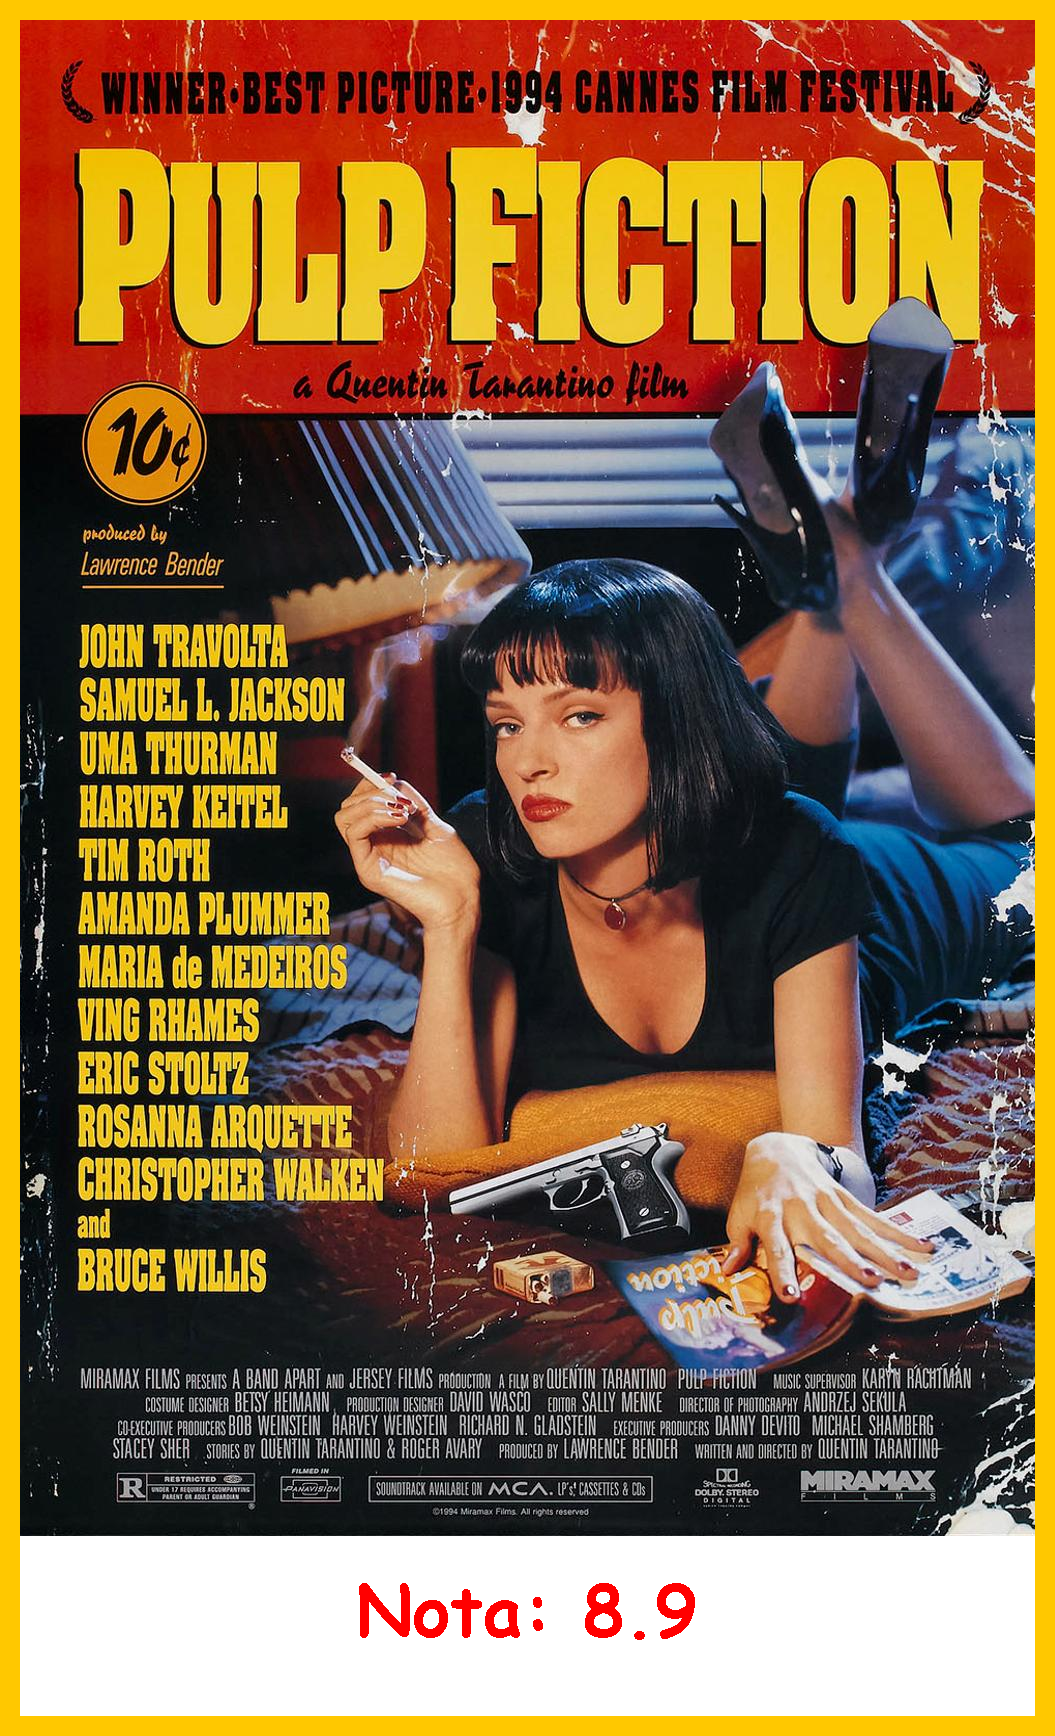 WINNER•BEST PICTURE•1994 CANNES FILM FESTIVAL
PULP FICTION
a Quentin Tarantino film
10¢
produced by
Lawrence Bender
JOHN TRAVOLTA
SAMUEL L. JACKSON
UMA THURMAN
HARVEY KEITEL
TIM ROTH
AMANDA PLUMMER
MARIA de MEDEIROS
VING RHAMES
ERIC STOLTZ
ROSANNA ARQUETTE
CHRISTOPHER WALKEN
and
BRUCE WILLIS
Pulp
Fiction
MIRAMAX FILMS PRESENTS A BAND APART AND JERSEY FILMS PRODUCTION A FILM BY QUENTIN TARANTINO PULP FICTION MUSIC SUPERVISOR KARYN RACHTMAN
COSTUME DESIGNER BETSY HEIMANN PRODUCTION DESIGNER DAVID WASCO EDITOR SALLY MENKE DIRECTOR OF PHOTOGRAPHY ANDRZEJ SEKULA
CO-EXECUTIVE PRODUCERS BOB WEINSTEIN HARVEY WEINSTEIN RICHARD N. GLADSTEIN EXECUTIVE PRODUCERS DANNY DEVITO MICHAEL SHAMBERG
STACEY SHER STORIES BY QUENTIN TARANTINO & ROGER AVARY PRODUCED BY LAWRENCE BENDER WRITTEN AND DIRECTED BY QUENTIN TARANTINO
R RESTRICTED
UNDER 17 REQUIRES ACCOMPANYING
PARENT OR ADULT GUARDIAN
FILMED IN
PANAVISION
SOUNDTRACK AVAILABLE ON MCA. LP's, CASSETTES & CDs
SPECTRAL RECORDING
DOLBY STEREO
DIGITAL
MIRAMAX
FILMS
©1994 Miramax Films. All rights reserved
Nota: 8.9